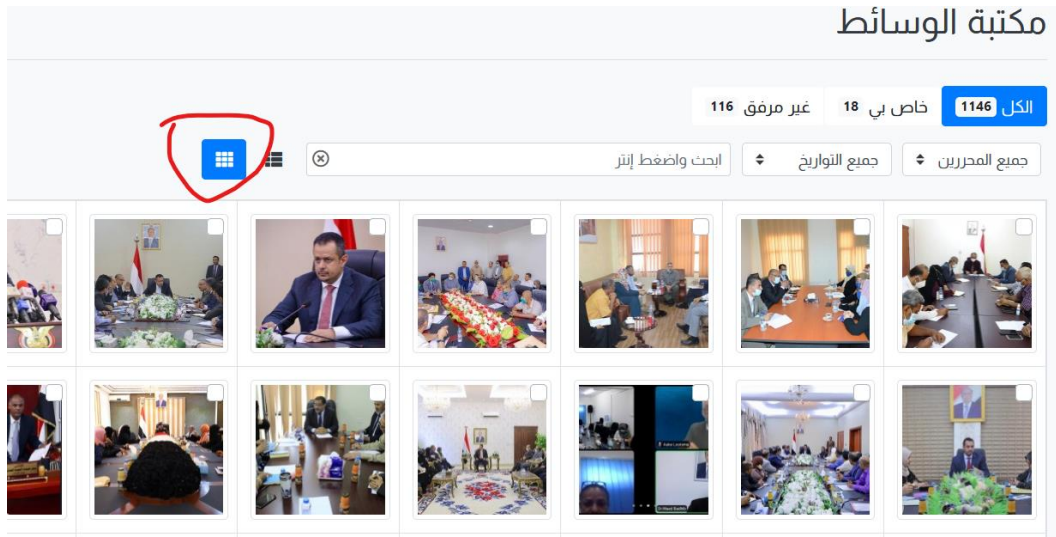 مكتبة الوسائط
الكل 1146 خاص بي 18 غير مرفق 116
جميع المحررين جميع التواريخ ابحث واضغط إنتر